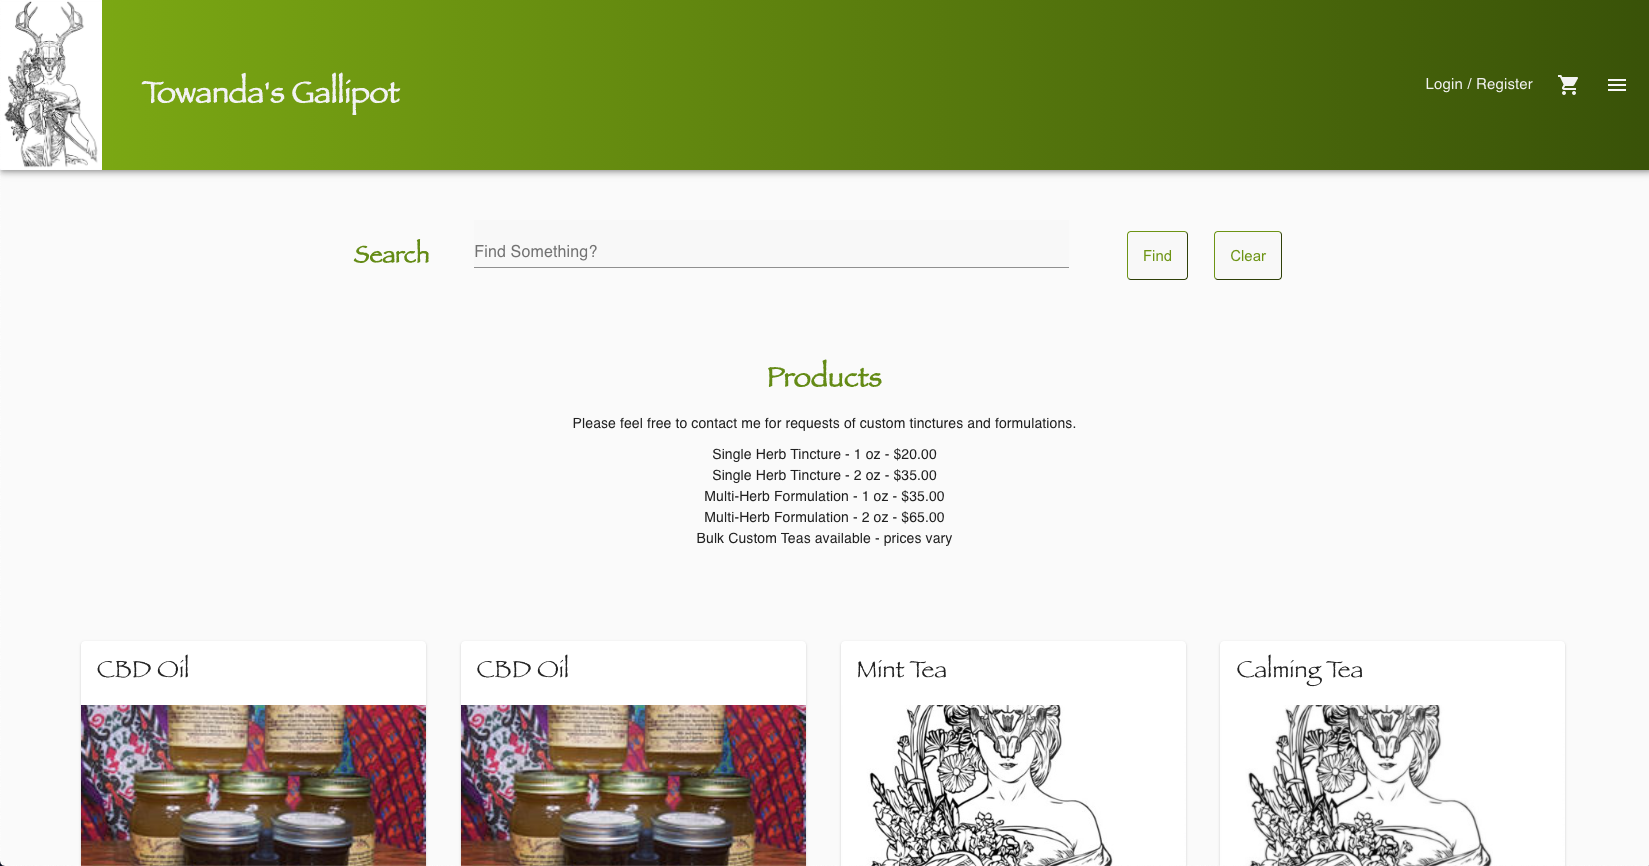 Towanda's Gallipot
Login / Register
Search
Find Something?
Find
Clear
Products
Please feel free to contact me for requests of custom tinctures and formulations.
Single Herb Tincture - 1 oz - $20.00
Single Herb Tincture - 2 oz - $35.00
Multi-Herb Formulation - 1 oz - $35.00
Multi-Herb Formulation - 2 oz - $65.00
Bulk Custom Teas available - prices vary
CBD Oil
CBD Oil
Mint Tea
Calming Tea